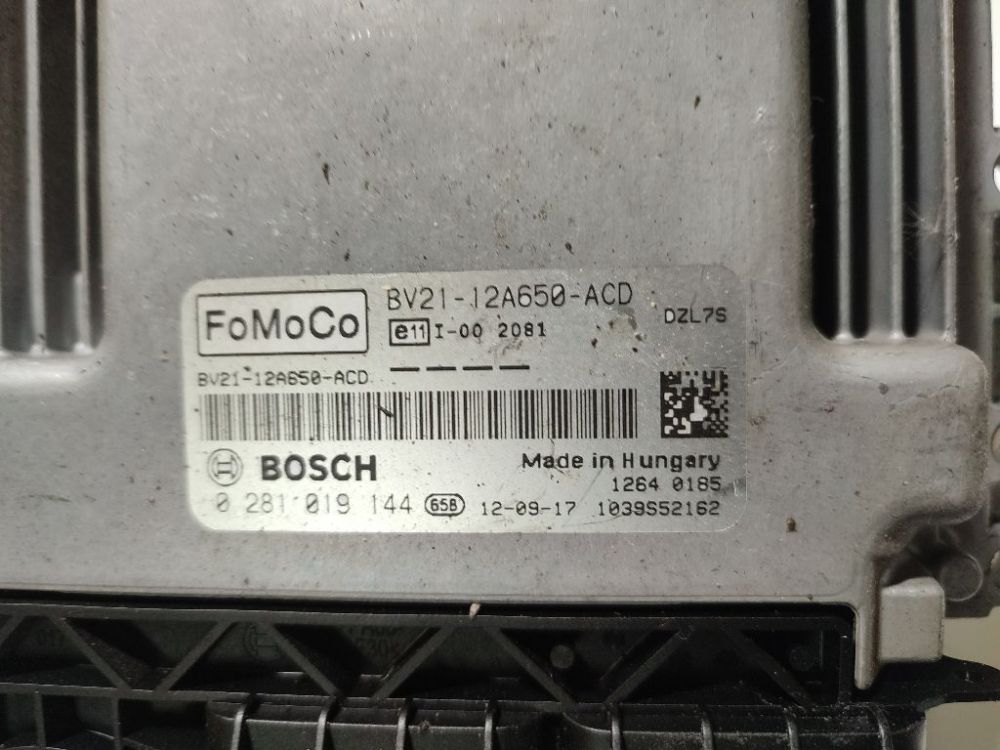 FoMoCo
BV21-12A650-ACD
DZL7S
e11 I-00 2081
BV21-12A650-ACD
BOSCH
Made in Hungary
1264 0185
0 281 019 144 65B 12-09-17 1039S52162